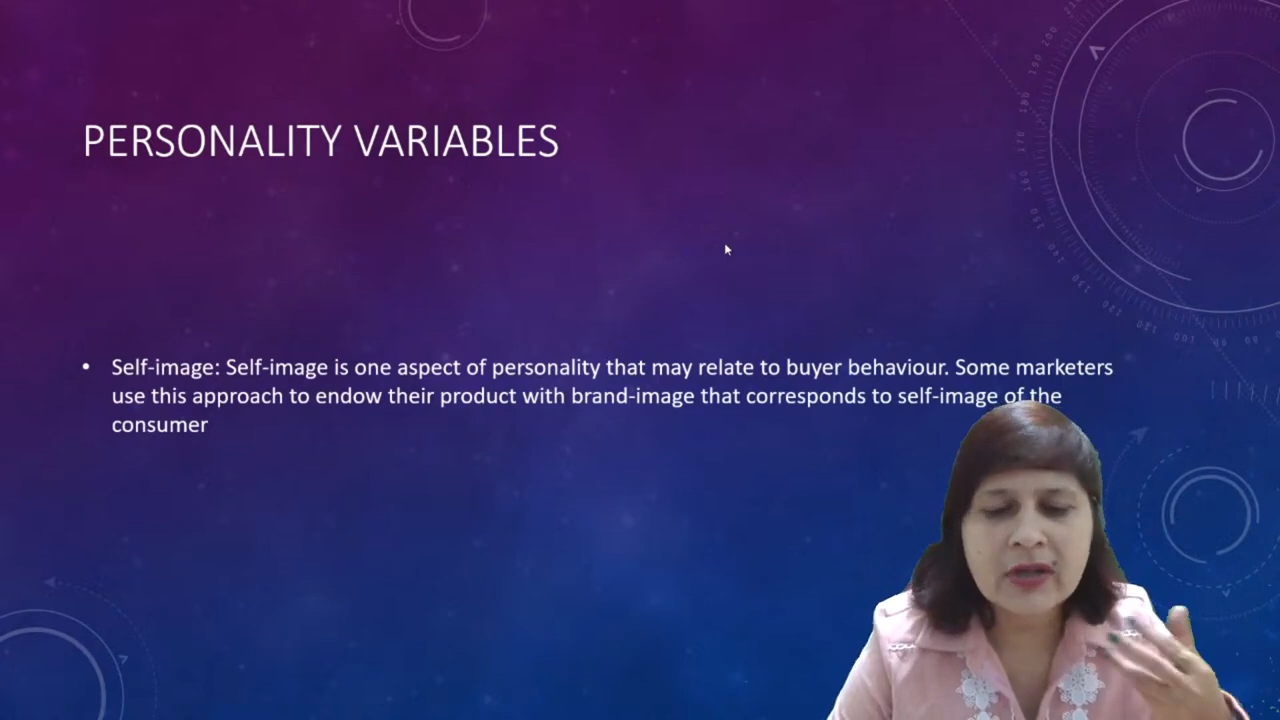 PERSONALITY VARIABLES
• Self-image: Self-image is one aspect of personality that may relate to buyer behaviour. Some marketers
use this approach to endow their product with brand-image that corresponds to self-image of the
consumer